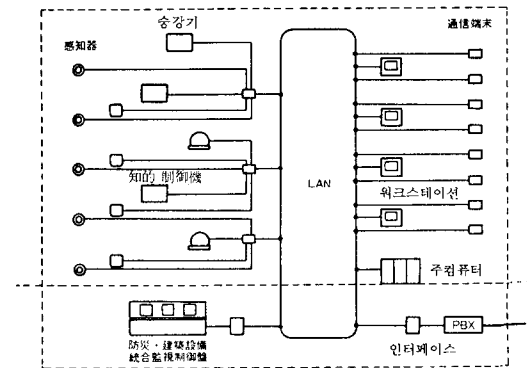 승강기
通信端末
感知器
知的 制御機
LAN
워크스테이션
주컴퓨터
防災・建築設備
統合監視制御盤
PBX
인터페이스